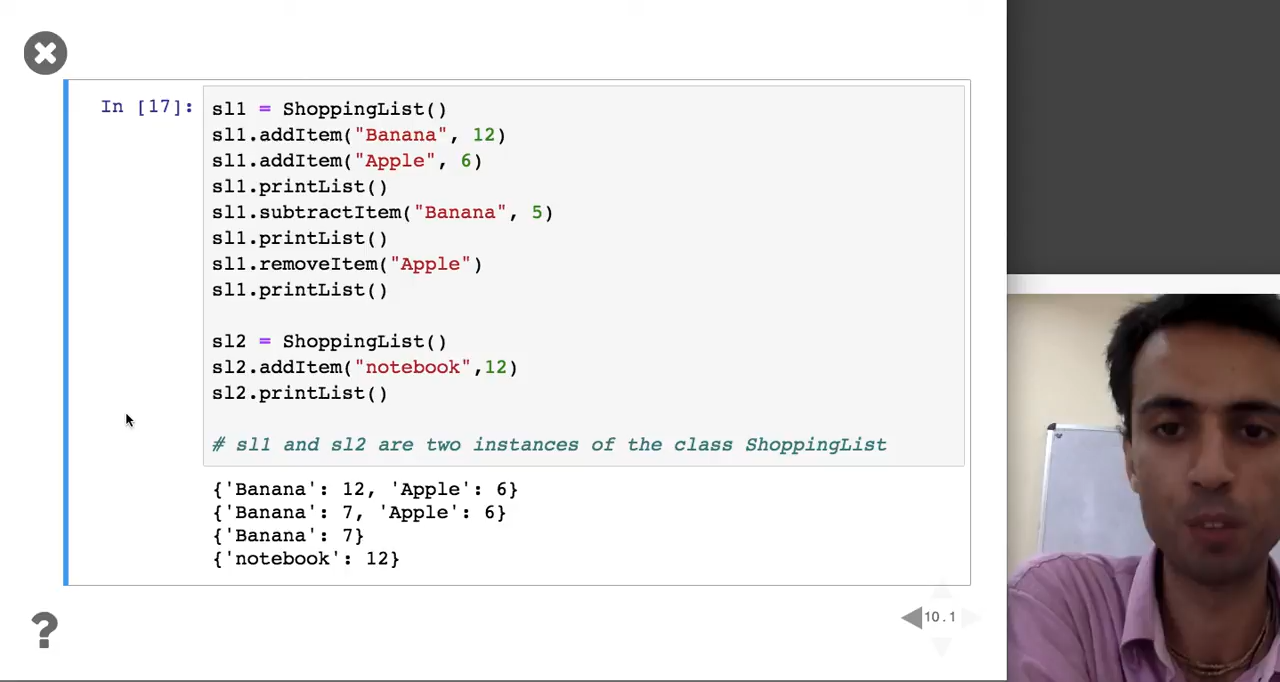 In [17]:
sl1 = ShoppingList()
sl1.addItem("Banana", 12)
sl1.addItem("Apple", 6)
sl1.printList()
sl1.subtractItem("Banana", 5)
sl1.printList()
sl1.removeItem("Apple")
sl1.printList()
sl2 = ShoppingList()
sl2.addItem("notebook",12)
sl2.printList()
# sl1 and sl2 are two instances of the class ShoppingList
{'Banana': 12, 'Apple': 6}
{'Banana': 7, 'Apple': 6}
{'Banana': 7}
{'notebook': 12}
?
10.1